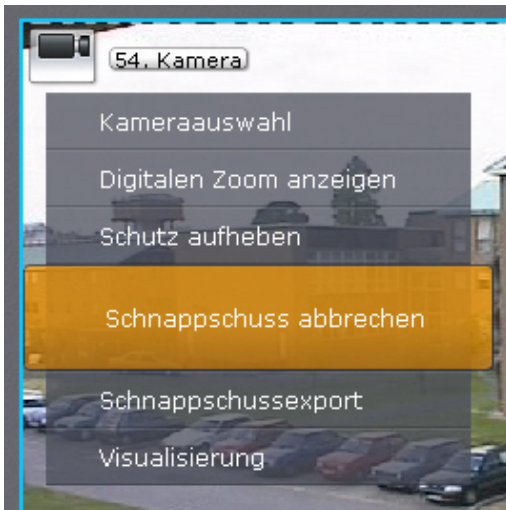 54. Kamera
Kameraauswahl
Digitalen Zoom anzeigen
Schutz aufheben
Schnappschuss abbrechen
Schnappschussexport
Visualisierung